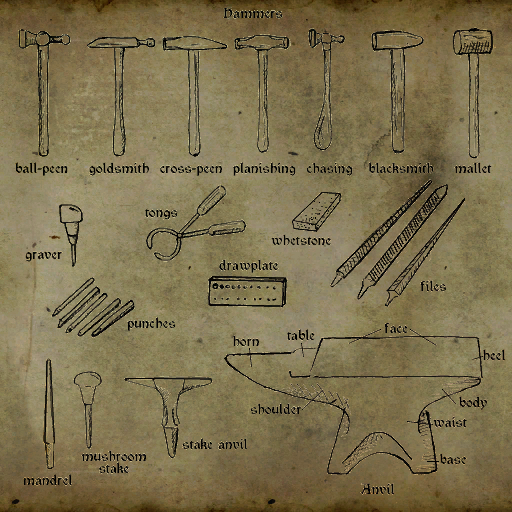 Hammers
ball-peen goldsmith cross-peen planishing chasing blacksmith mallet
tongs
graver
whetstone
drawplate
files
punches
horn
table
face
heel
shoulder
body
waist
stake anvil
mushroom
stake
base
mandrel
Anvil